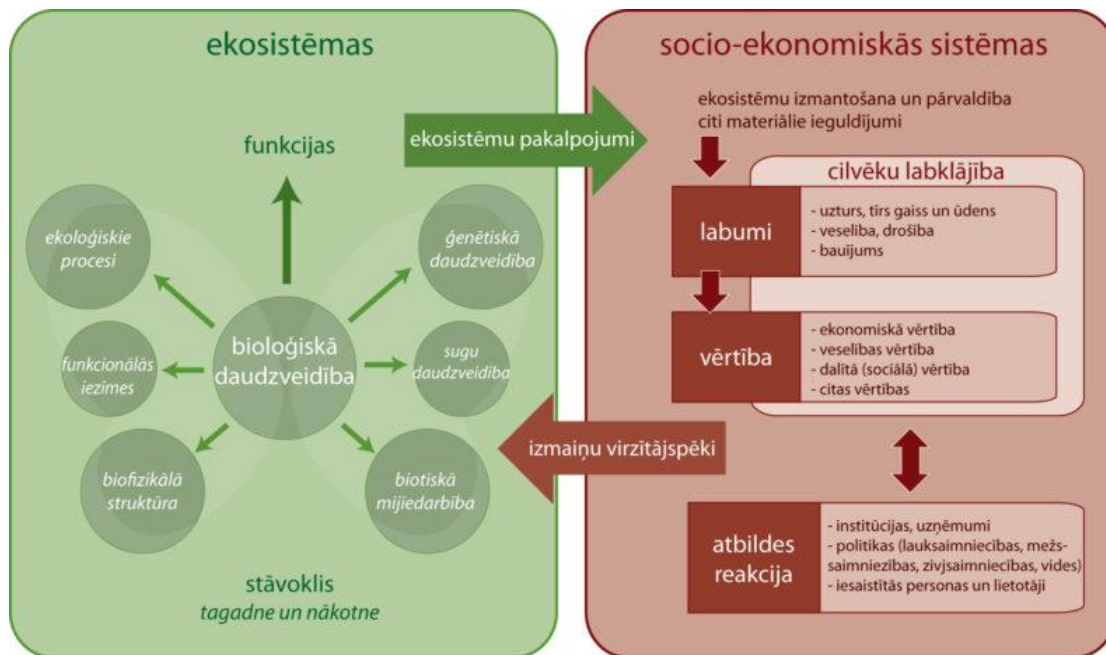 ekosistēmas
funkcijas
ekoloģiskie
procesi
ģenētiskā
daudzveidība
funkcionālās
iezīmes
bioloģiskā
daudzveidība
sugu
daudzveidība
biofizikālā
struktūra
biotiskā
mijiedarbība
stāvoklis
tagadne un nākotne
ekosistēmu pakalpojumi
izmaiņu virzītājspēki
socio-ekonomiskās sistēmas
ekosistēmu izmantošana un pārvaldība
citi materiālie ieguldījumi
cilvēku labklājība
labumi
- uzturs, tīrs gaiss un ūdens
- veselība, drošība
- bauījums
vērtība
- ekonomiskā vērtība
- veselības vērtība
- dalītā (sociālā) vērtība
- citas vērtības
atbildes
reakcija
- institūcijas, uzņēmumi
- politikas (lauksaimniecības, mežs-
saimniezības, zivjsaimniecības, vides)
- iesaistītās personas un lietotāji